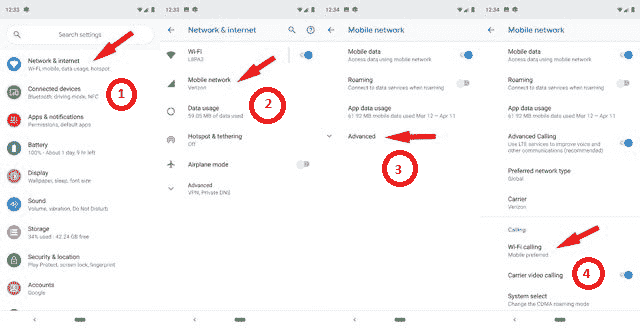 12:33
Search settings
Network & internet
Wi-Fi, mobile, data usage, hotspot
Connected devices
Bluetooth, driving mode, NFC
1
Apps & notifications
Permissions, default apps
Battery
100% - About 1 day 9 hr left
Display
Wallpaper, sleep, font size
Sound
Volume, vibration, Do Not Disturb
Storage
34% used - 42.24 GB free
Security & location
Play Protect, screen lock, fingerprint
Accounts
Google
12:33
Network & internet
Wi-Fi
Mobile network
Verizon
2
Data usage
59.05 MB of data used
Hotspot & tethering
Off
Airplane mode
Advanced
VPN, Private DNS
12:34
Mobile network
Mobile data
Access data using mobile network
Roaming
Connect to data services when roaming
App data usage
61.92 MB mobile data used Mar 12 – Apr 11
Advanced
3
12:34
Mobile network
Mobile data
Access data using mobile network
Roaming
Connect to data services when roaming
App data usage
61.92 MB mobile data used Mar 12 – Apr 11
Advanced Calling
Use LTE services to improve voice and
other communications (recommended)
Preferred network type
Global
Carrier
Verizon
Calling
Wi-Fi calling
Mobile preferred
4
Carrier video calling
System select
Change the CDMA roaming mode